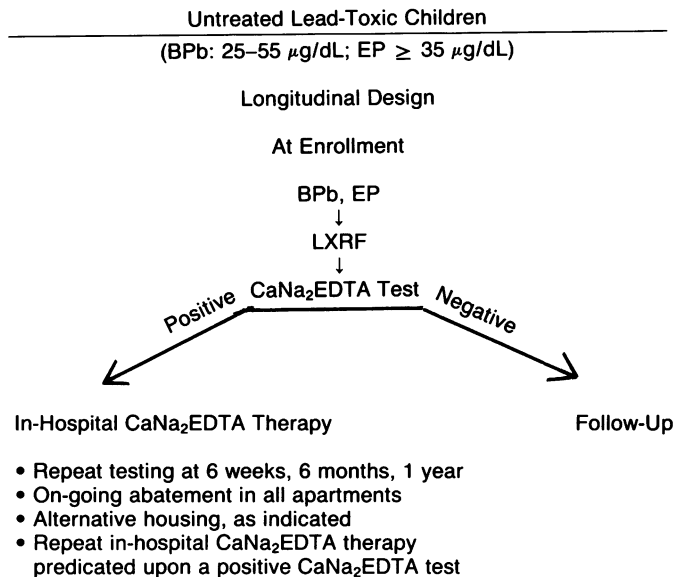 Untreated Lead-Toxic Children
(BPb: 25–55 μg/dL; EP ≥ 35 μg/dL)
Longitudinal Design
At Enrollment
BPb, EP
↓
LXRF
↓
CaNa₂EDTA Test
Positive
Negative
In-Hospital CaNa₂EDTA Therapy
Follow-Up
• Repeat testing at 6 weeks, 6 months, 1 year
• On-going abatement in all apartments
• Alternative housing, as indicated
• Repeat in-hospital CaNa₂EDTA therapy
predicated upon a positive CaNa₂EDTA test